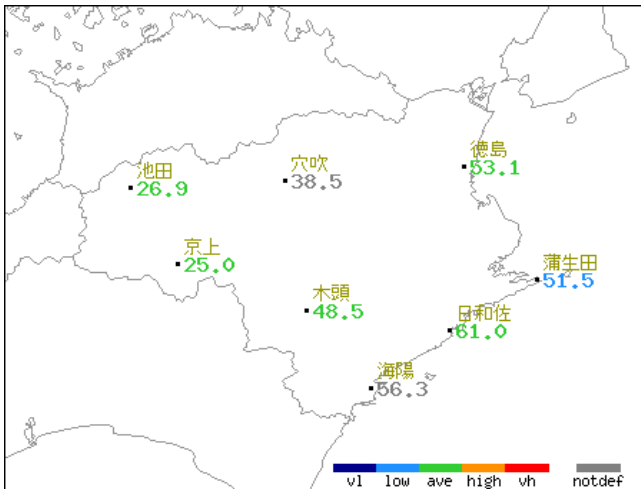 徳島
53.1
穴吹
38.5
池田
26.9
京上
25.0
蒲生田
51.5
木頭
48.5
日和佐
61.0
海陽
56.3
vl low ave high vh notdef